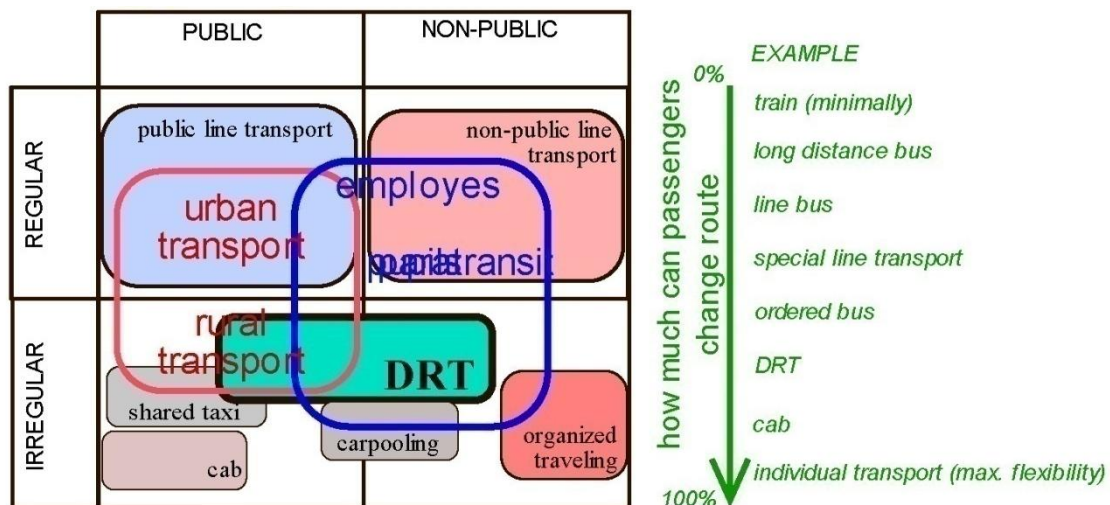 PUBLIC
NON-PUBLIC
REGULAR
IRREGULAR
public line transport
non-public line
transport
employes
urban
transport
pupils
paratransit
rural
transport
DRT
shared taxi
cab
carpooling
organized
traveling
how much can passengers
change route
EXAMPLE
0%
train (minimally)
long distance bus
line bus
special line transport
ordered bus
DRT
cab
individual transport (max. flexibility)
100%